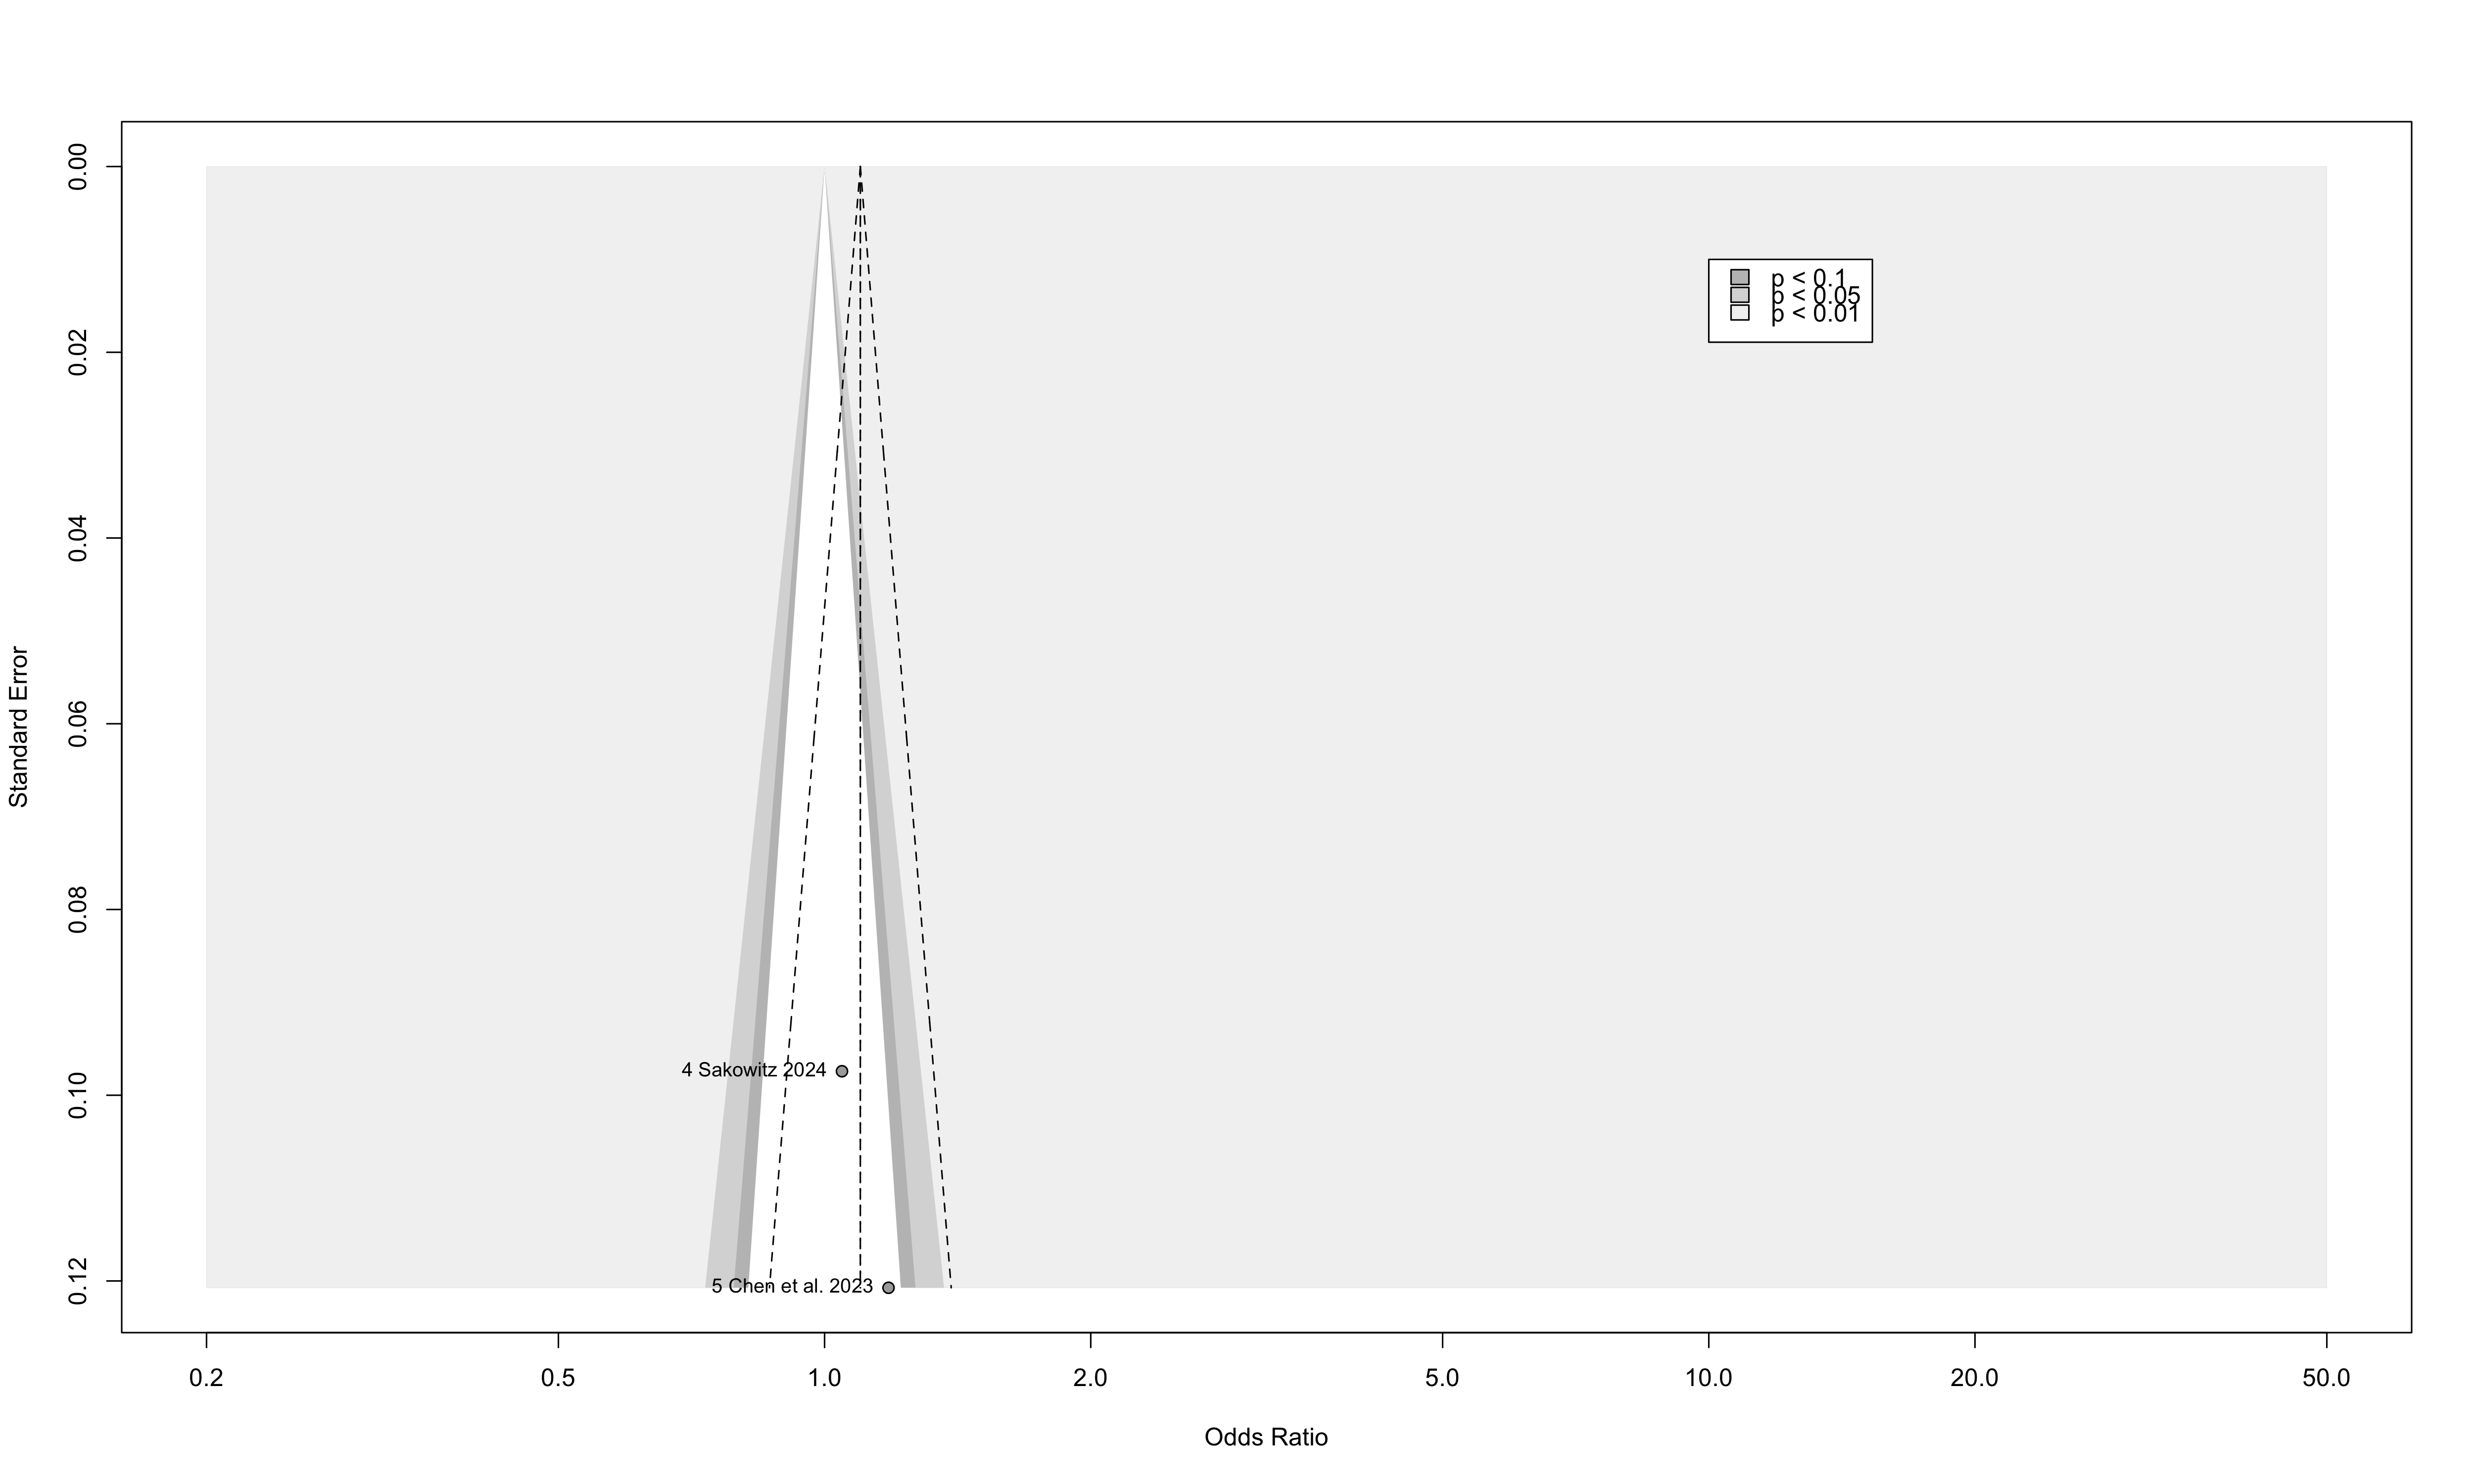 0.00
0.02
0.04
0.06
0.08
0.10
0.12
Standard Error
p < 0.1
p < 0.05
p < 0.01
4 Sakowitz 2024
5 Chen et al. 2023
0.2 0.5 1.0 2.0 5.0 10.0 20.0 50.0
Odds Ratio